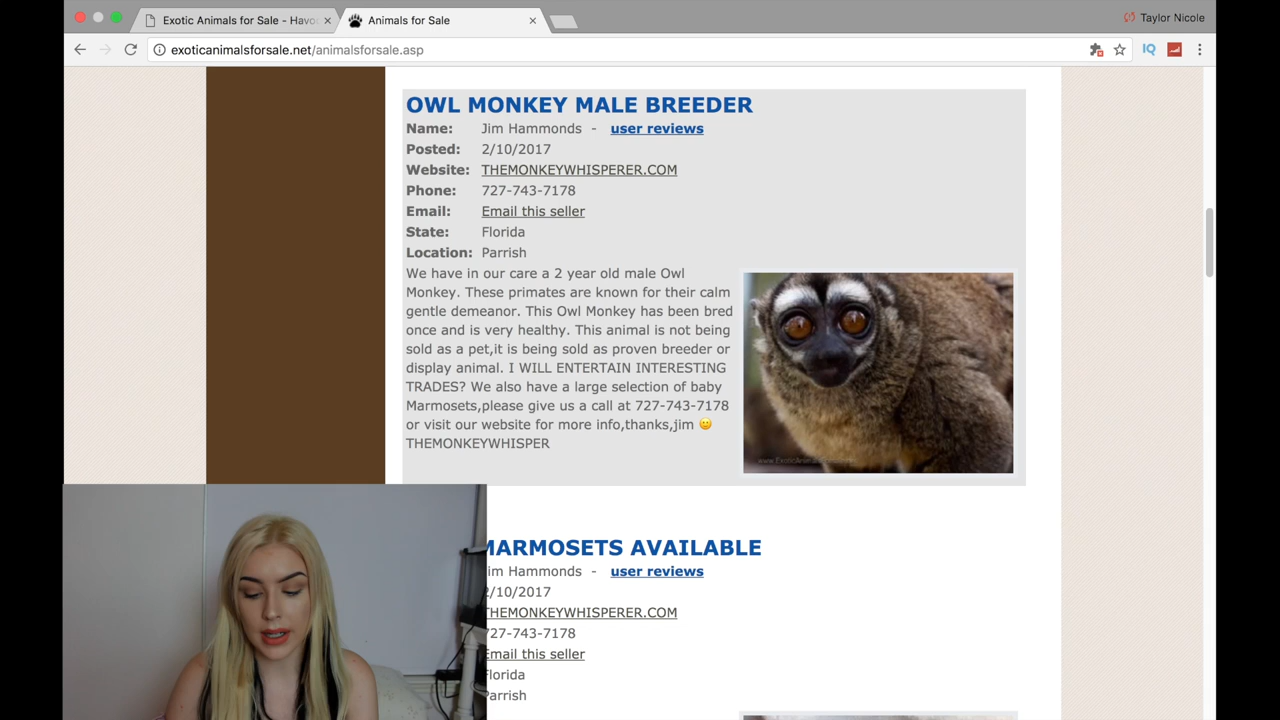 Exotic Animals for Sale - Havo
Animals for Sale
Taylor Nicole
exoticanimalsforsale.net/animalsforsale.asp
IQ
OWL MONKEY MALE BREEDER
Name: Jim Hammonds - user reviews
Posted: 2/10/2017
Website: THEMONKEYWHISPERER.COM
Phone: 727-743-7178
Email: Email this seller
State: Florida
Location: Parrish
We have in our care a 2 year old male Owl
Monkey. These primates are known for their calm
gentle demeanor. This Owl Monkey has been bred
once and is very healthy. This animal is not being
sold as a pet,it is being sold as proven breeder or
display animal. I WILL ENTERTAIN INTERESTING
TRADES? We also have a large selection of baby
Marmosets,please give us a call at 727-743-7178
or visit our website for more info,thanks,jim 🙂
THEMONKEYWHISPER
MARMOSETS AVAILABLE
Jim Hammonds - user reviews
2/10/2017
THEMONKEYWHISPERER.COM
727-743-7178
Email this seller
Florida
Parrish